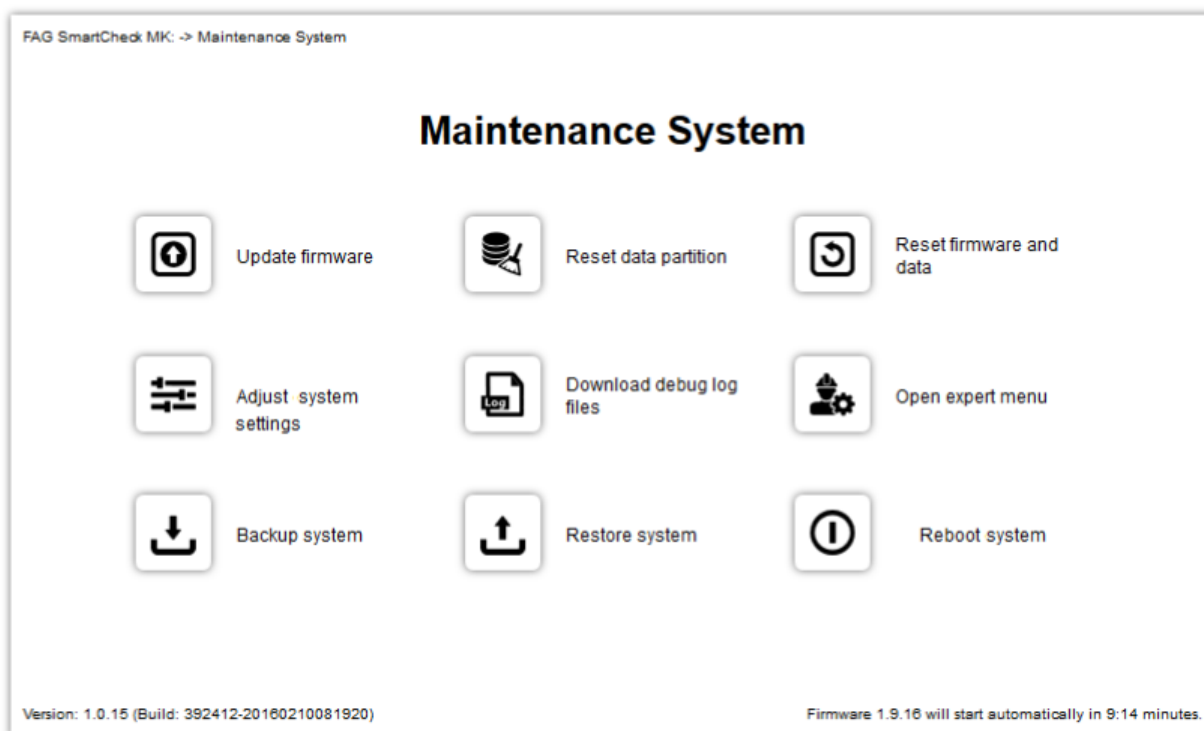 FAG SmartCheck MK: -> Maintenance System
Maintenance System
Update firmware
Reset data partition
Reset firmware and
data
Adjust system
settings
Log
Download debug log
files
Open expert menu
Backup system
Restore system
Reboot system
Version: 1.0.15 (Build: 392412-20160210081920)
Firmware 1.9.16 will start automatically in 9:14 minutes.